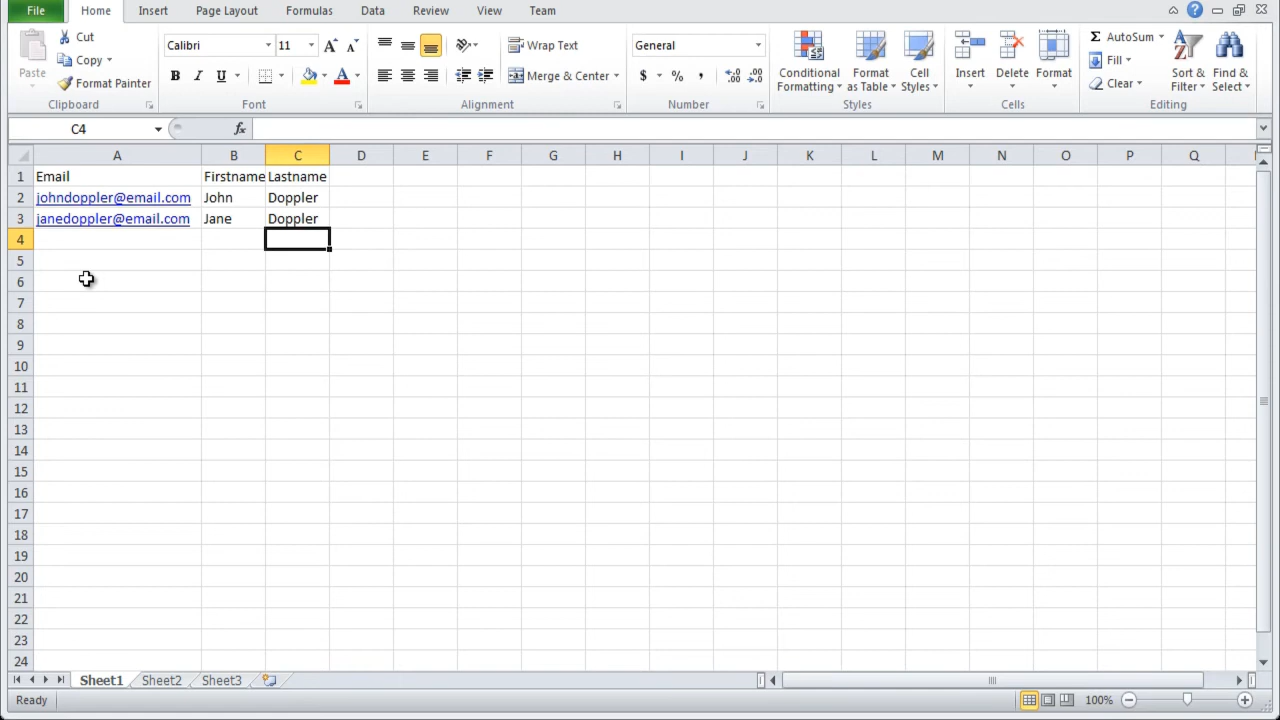 File Home Insert Page Layout Formulas Data Review View Team
Cut
Copy
Format Painter
Paste
Clipboard
Calibri 11 A A
B I U A
Font
Wrap Text
Merge & Center
Alignment
General
$ % ,
Number
Conditional Formatting
Format as Table
Cell Styles
Styles
Insert Delete Format
Cells
Σ AutoSum
Fill
Clear
Sort & Filter
Find & Select
Editing
C4 fx
A B C D E F G H I J K L M N O P Q
1 Email Firstname Lastname
2 johndoppler@email.com John Doppler
3 janedoppler@email.com Jane Doppler
4
5
6
7
8
9
10
11
12
13
14
15
16
17
18
19
20
21
22
23
24
Sheet1 Sheet2 Sheet3
Ready 100%